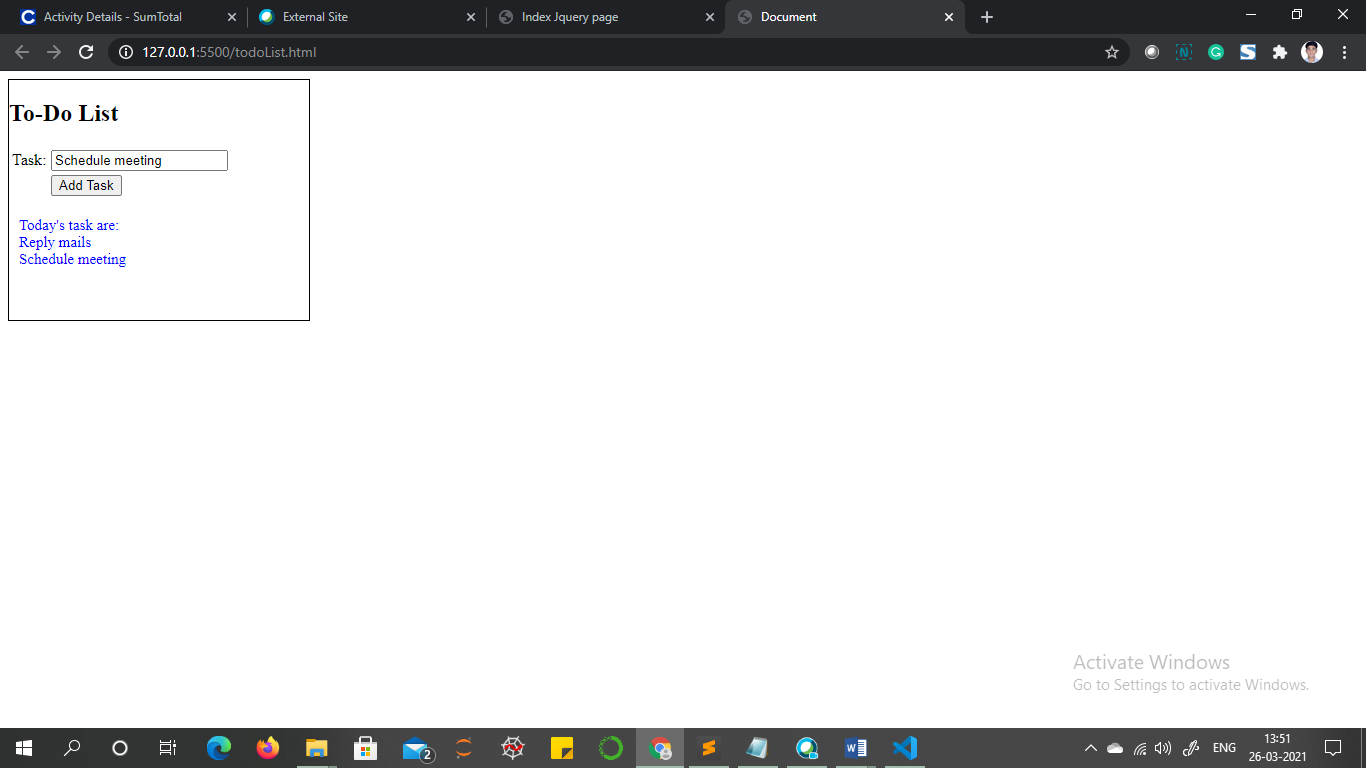 Activity Details - SumTotal
External Site
Index Jquery page
Document
127.0.0.1:5500/todoList.html
To-Do List
Task: Schedule meeting
Add Task
Today's task are:
Reply mails
Schedule meeting
Activate Windows
Go to Settings to activate Windows.
2
ENG
13:51
26-03-2021